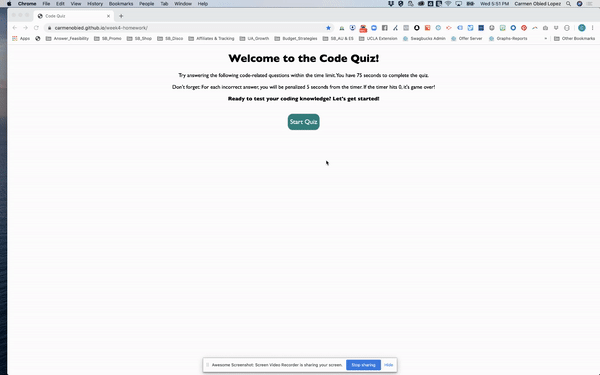 Chrome File Edit View History Bookmarks People Tab Window Help Wed 5:51 PM Carmen Obied Lopez
Code Quiz
carmenobied.github.io/week4-homework/
Apps Answer_Feasibility SB_Promo SB_Shop SB_Disco Affiliates & Tracking UA_Growth Budget_Strategies SB_AU & ES UCLA Extension Swagbucks Admin Offer Server Graphs-Reports Other Bookmarks
Welcome to the Code Quiz!
Try answering the following code-related questions within the time limit. You have 75 seconds to complete the quiz.
Don't forget: For each incorrect answer, you will be penalized 5 seconds from the timer. If the timer hits 0, it's game over!
Ready to test your coding knowledge? Let's get started!
Start Quiz
Awesome Screenshot: Screen Video Recorder is sharing your screen. Stop sharing Hide